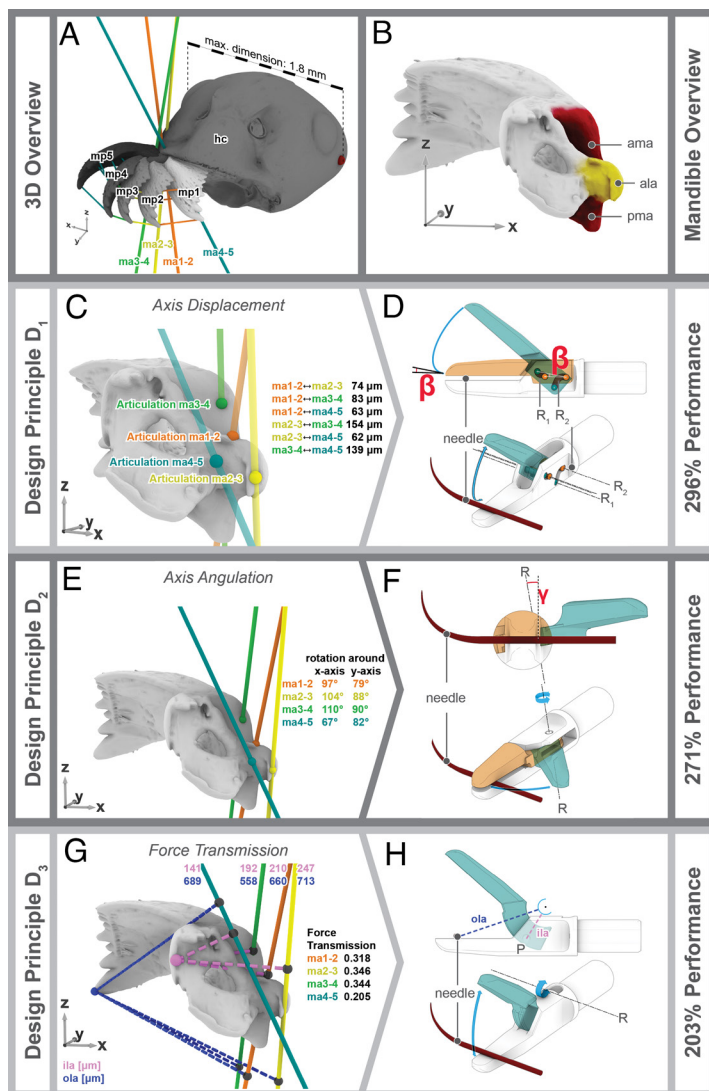 3D Overview
A
max. dimension: 1.8 mm
hc
mp5
mp4
mp3
mp2
mp1
z
x
y
ma2-3
ma4-5
ma3-4
ma1-2
B
z
y
x
ama
ala
pma
Mandible Overview
Design Principle D1
C
Axis Displacement
Articulation ma3-4
Articulation ma1-2
Articulation ma4-5
Articulation ma2-3
ma1-2↔ma2-3 74 µm
ma1-2↔ma3-4 83 µm
ma1-2↔ma4-5 63 µm
ma2-3↔ma3-4 154 µm
ma2-3↔ma4-5 62 µm
ma3-4↔ma4-5 139 µm
z
y
x
D
β
β
R1
R2
needle
R2
R1
296% Performance
Design Principle D2
E
Axis Angulation
rotation around
x-axis y-axis
ma1-2 97° 79°
ma2-3 104° 88°
ma3-4 110° 90°
ma4-5 67° 82°
z
y
x
F
R
γ
needle
R
271% Performance
Design Principle D3
G
Force Transmission
141 192 210 247
689 558 660 713
Force
Transmission
ma1-2 0.318
ma2-3 0.346
ma3-4 0.344
ma4-5 0.205
z
y
x
ila [µm]
ola [µm]
H
ola
ila
P
needle
R
203% Performance